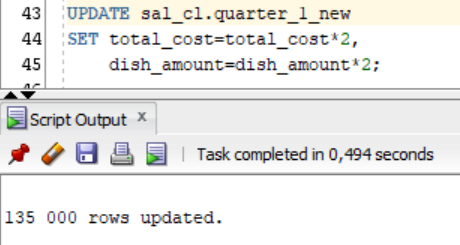 43 UPDATE sal_cl.quarter_1_new
44 SET total_cost=total_cost*2,
45 dish_amount=dish_amount*2;
Script Output x
Task completed in 0,494 seconds
135 000 rows updated.